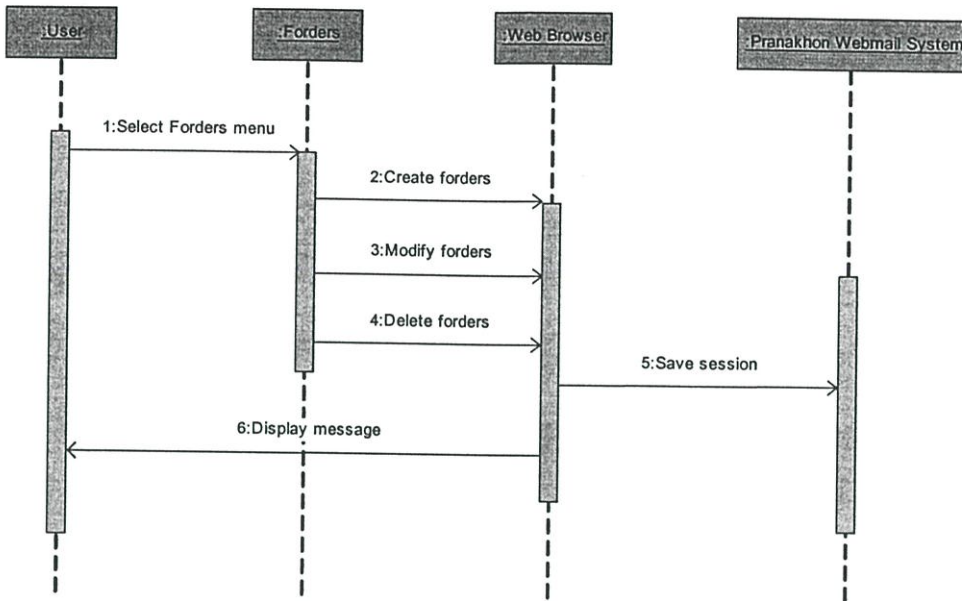 :User
:Forders
:Web Browser
:Pranakhon Webmail System
1:Select Forders menu
2:Create forders
3:Modify forders
4:Delete forders
5:Save session
6:Display message